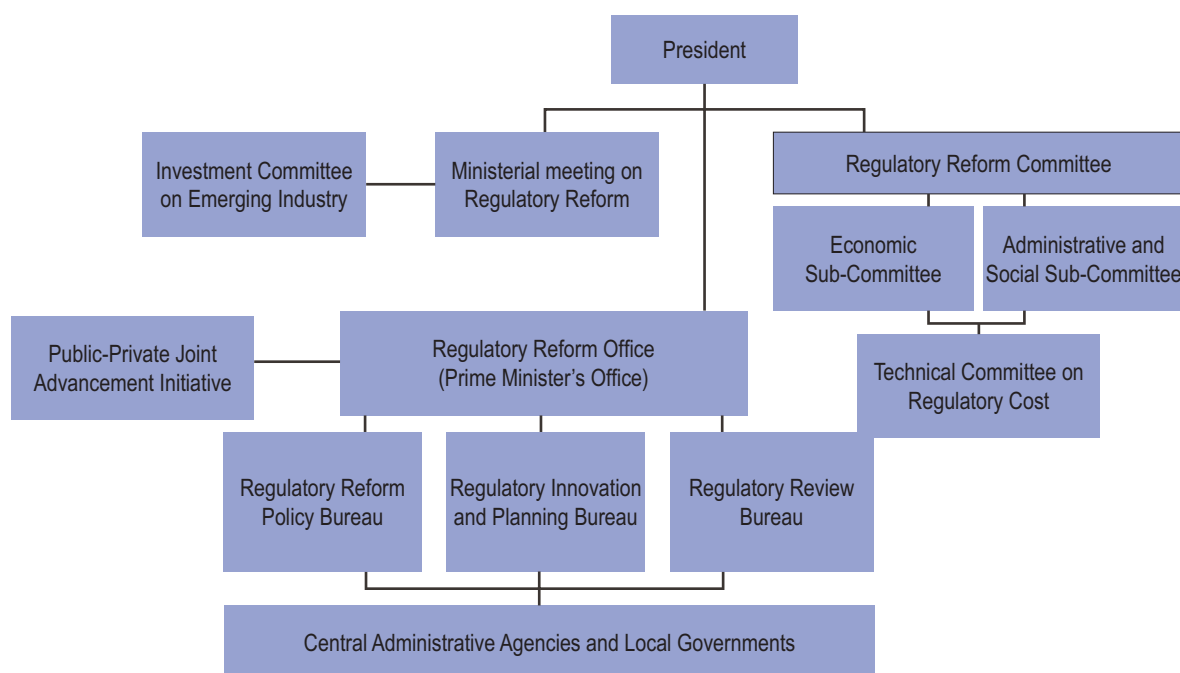 President
Investment Committee
on Emerging Industry
Ministerial meeting on
Regulatory Reform
Regulatory Reform Committee
Economic
Sub-Committee
Administrative and
Social Sub-Committee
Public-Private Joint
Advancement Initiative
Regulatory Reform Office
(Prime Minister's Office)
Technical Committee on
Regulatory Cost
Regulatory Reform
Policy Bureau
Regulatory Innovation
and Planning Bureau
Regulatory Review
Bureau
Central Administrative Agencies and Local Governments